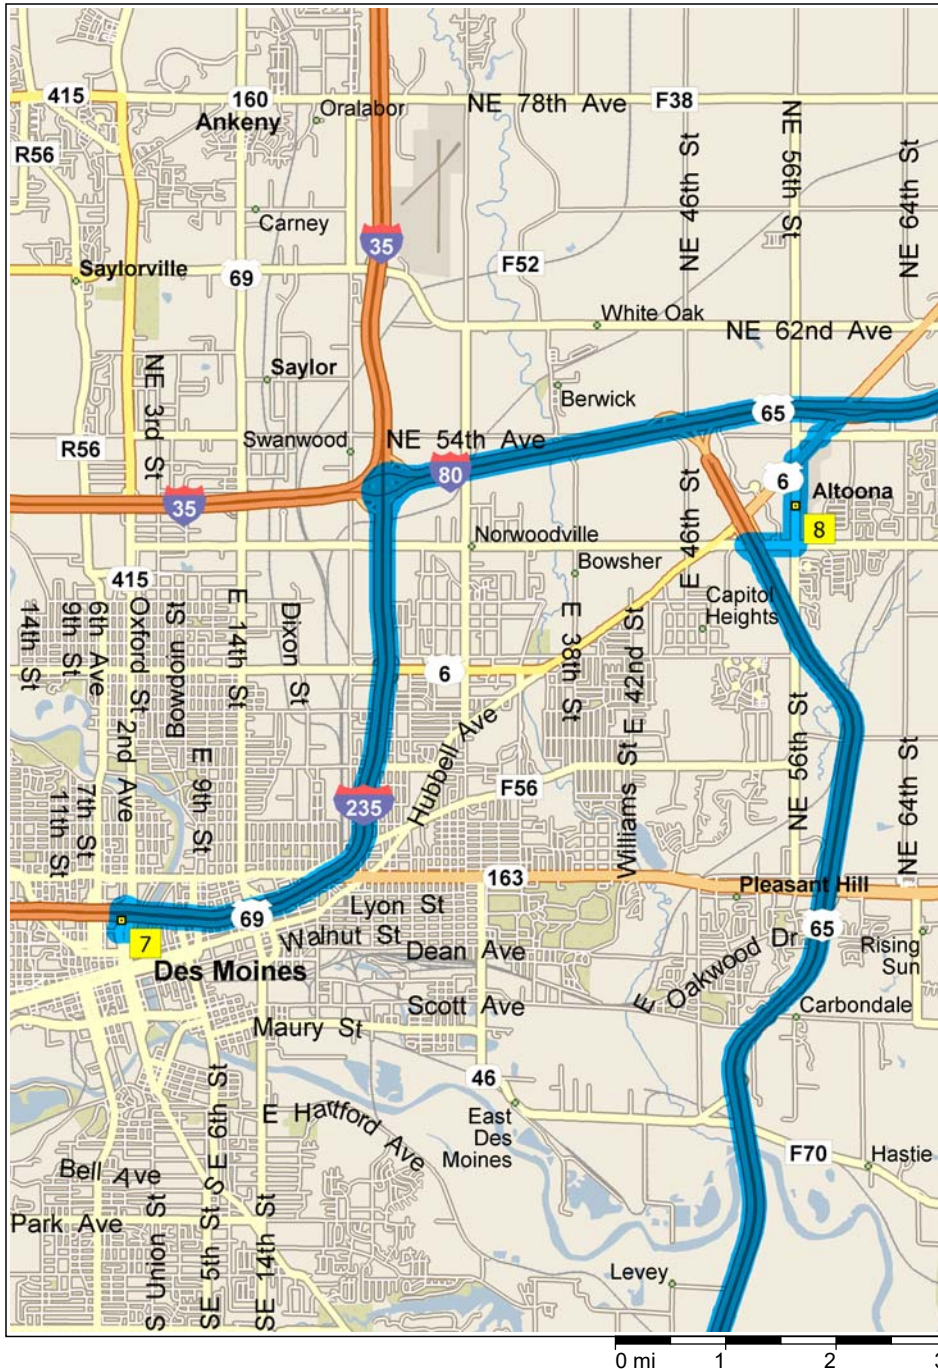 415
160
Oralabor
NE 78th Ave
F38
Ankeny
R56
NE 46th St
NE 56th St
NE 64th St
Carney
35
Saylorville
69
F52
White Oak
NE 62nd Ave
NE 3rd St
Saylor
Berwick
65
R56
Swanwood
NE 54th Ave
80
6
Altoona
35
8
Norwoodville
Bowsher
E 46th St
415
Capitol
Heights
14th St
9th St
6th Ave
Oxford St
Bowdon St
E 14th St
Dixon St
E 38th St
E 42nd St
6
2nd Ave
Hubbell Ave
NE 56th St
NE 64th St
E 9th St
F56
Williams St
11th St
7th St
235
163
Pleasant Hill
Lyon St
69
7
Walnut St
Dean Ave
E Oakwood Dr
65
Rising
Sun
Des Moines
Scott Ave
Carbondale
Maury St
46
E Hartford Ave
East
Des
Moines
S E 6th St
F70
Hastie
Bell Ave
Park Ave
S Union St
SE 5th St
SE 14th St
Levey
0 mi 1 2 3